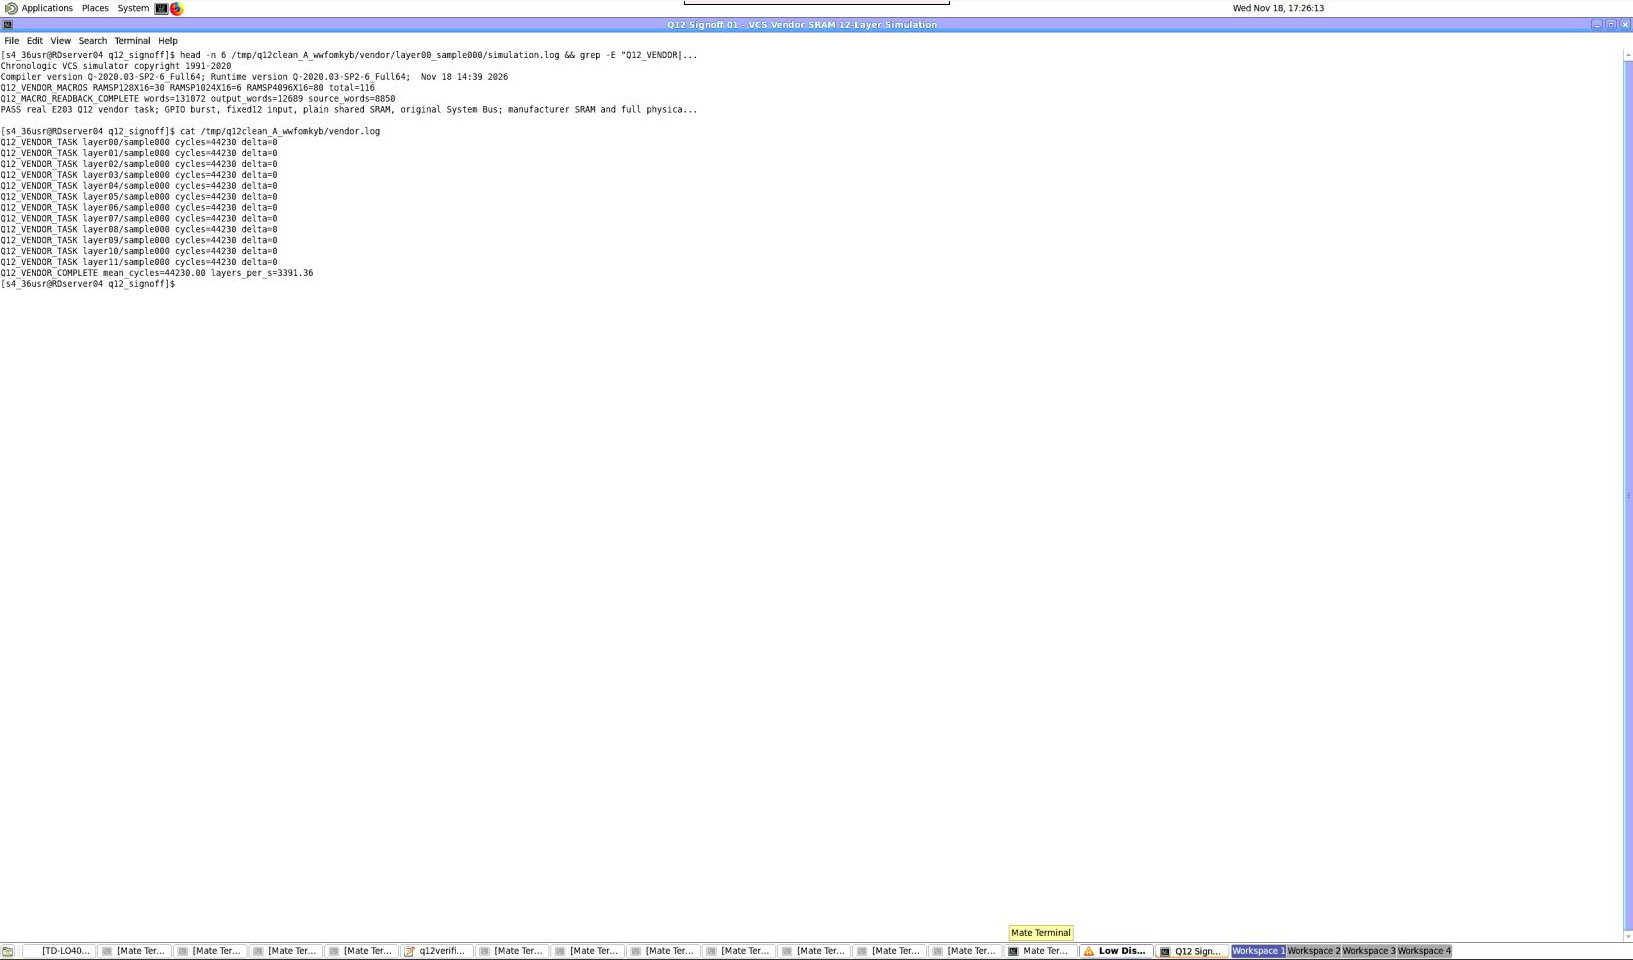 Applications Places System Wed Nov 18, 17:26:13
Q12 Signoff 01 - VCS Vendor SRAM 12-Layer Simulation
File Edit View Search Terminal Help
[s4_36usr@RDserver04 q12_signoff]$ head -n 6 /tmp/q12clean_A_wwfomkyb/vendor/layer00_sample000/simulation.log && grep -E "Q12_VENDOR|...
Chronologic VCS simulator copyright 1991-2020
Compiler version Q-2020.03-SP2-6_Full64; Runtime version Q-2020.03-SP2-6_Full64;  Nov 18 14:39 2026
Q12_VENDOR_MACROS RAMSP128X16=30 RAMSP1024X16=6 RAMSP4096X16=80 total=116
Q12_MACRO_READBACK_COMPLETE words=131072 output_words=12689 source_words=8850
PASS real E203 Q12 vendor task; GPIO burst, fixed12 input, plain shared SRAM, original System Bus; manufacturer SRAM and full physica...
[s4_36usr@RDserver04 q12_signoff]$ cat /tmp/q12clean_A_wwfomkyb/vendor.log
Q12_VENDOR_TASK layer00/sample000 cycles=44230 delta=0
Q12_VENDOR_TASK layer01/sample000 cycles=44230 delta=0
Q12_VENDOR_TASK layer02/sample000 cycles=44230 delta=0
Q12_VENDOR_TASK layer03/sample000 cycles=44230 delta=0
Q12_VENDOR_TASK layer04/sample000 cycles=44230 delta=0
Q12_VENDOR_TASK layer05/sample000 cycles=44230 delta=0
Q12_VENDOR_TASK layer06/sample000 cycles=44230 delta=0
Q12_VENDOR_TASK layer07/sample000 cycles=44230 delta=0
Q12_VENDOR_TASK layer08/sample000 cycles=44230 delta=0
Q12_VENDOR_TASK layer09/sample000 cycles=44230 delta=0
Q12_VENDOR_TASK layer10/sample000 cycles=44230 delta=0
Q12_VENDOR_TASK layer11/sample000 cycles=44230 delta=0
Q12_VENDOR_COMPLETE mean_cycles=44230.00 layers_per_s=3391.36
[s4_36usr@RDserver04 q12_signoff]$
Mate Terminal
[TD-LO40... [Mate Ter... [Mate Ter... [Mate Ter... [Mate Ter... q12verifi... [Mate Ter... [Mate Ter... [Mate Ter... [Mate Ter... [Mate Ter... [Mate Ter... [Mate Ter... Mate Ter... Low Dis... Q12 Sign... Workspace 1 Workspace 2 Workspace 3 Workspace 4